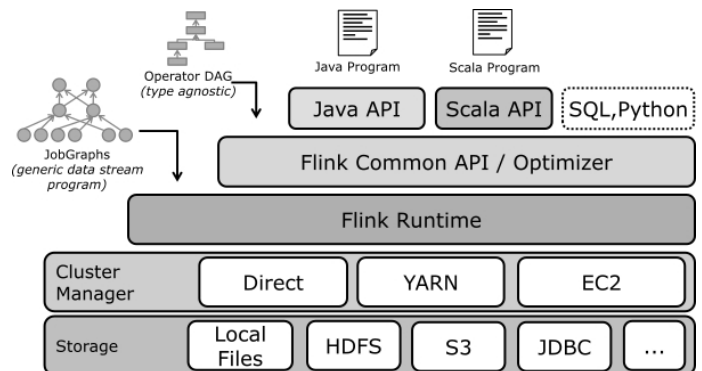 Operator DAG
(type agnostic)
Java Program
Scala Program
Java API
Scala API
SQL,Python
JobGraphs
(generic data stream
program)
Flink Common API / Optimizer
Flink Runtime
Cluster
Manager
Direct
YARN
EC2
Storage
Local
Files
HDFS
S3
JDBC
...